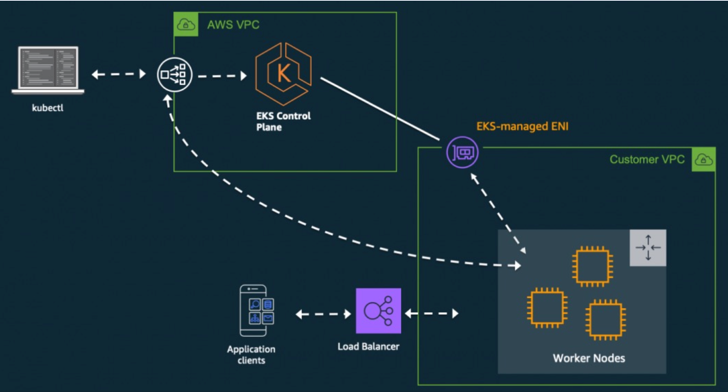 AWS VPC
kubectl
EKS Control
Plane
EKS-managed ENI
Customer VPC
Application
clients
Load Balancer
Worker Nodes